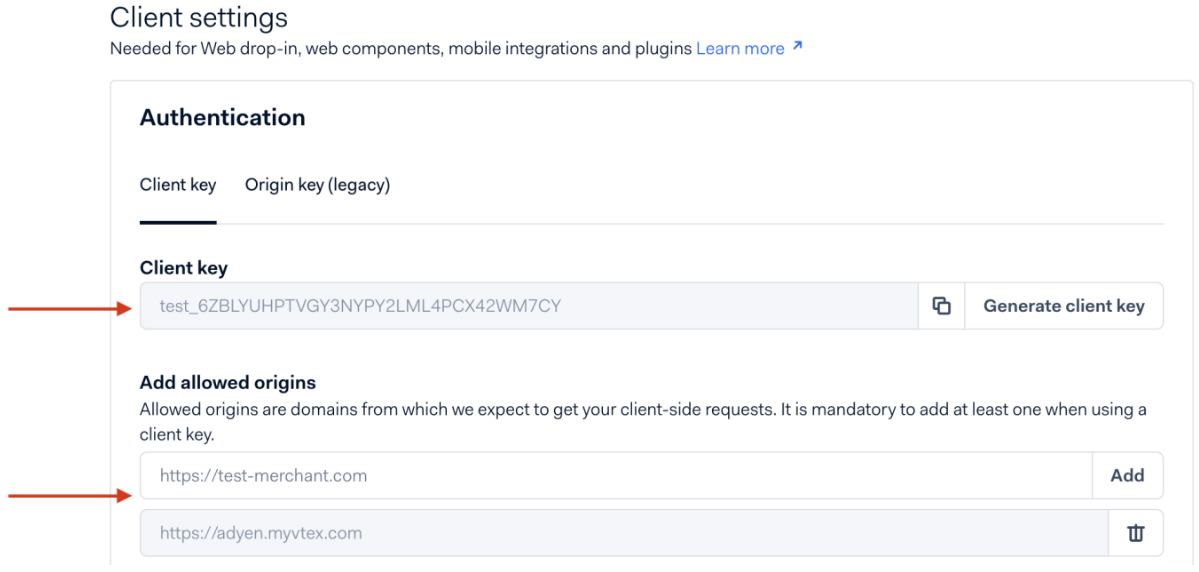 Client settings
Needed for Web drop-in, web components, mobile integrations and plugins Learn more
Authentication
Client key Origin key (legacy)
Client key
test_6ZBLYUHPTVGY3NYPY2LML4PCX42WM7CY Generate client key
Add allowed origins
Allowed origins are domains from which we expect to get your client-side requests. It is mandatory to add at least one when using a
client key.
https://test-merchant.com Add
https://adyen.myvtex.com